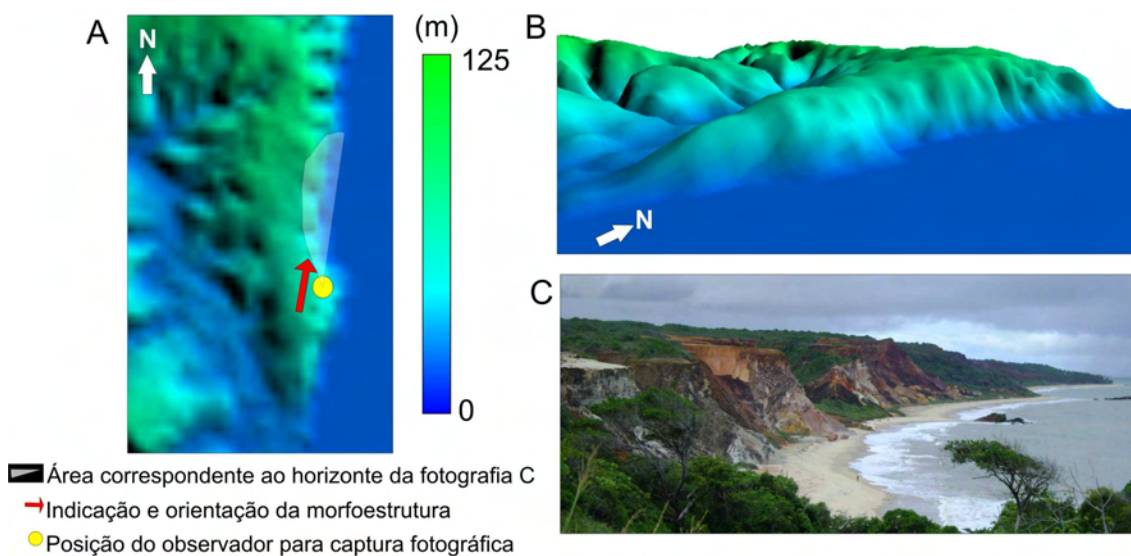 A
N
(m)
125
0
B
N
C
Área correspondente ao horizonte da fotografia C
Indicação e orientação da morfoestrutura
Posição do observador para captura fotográfica